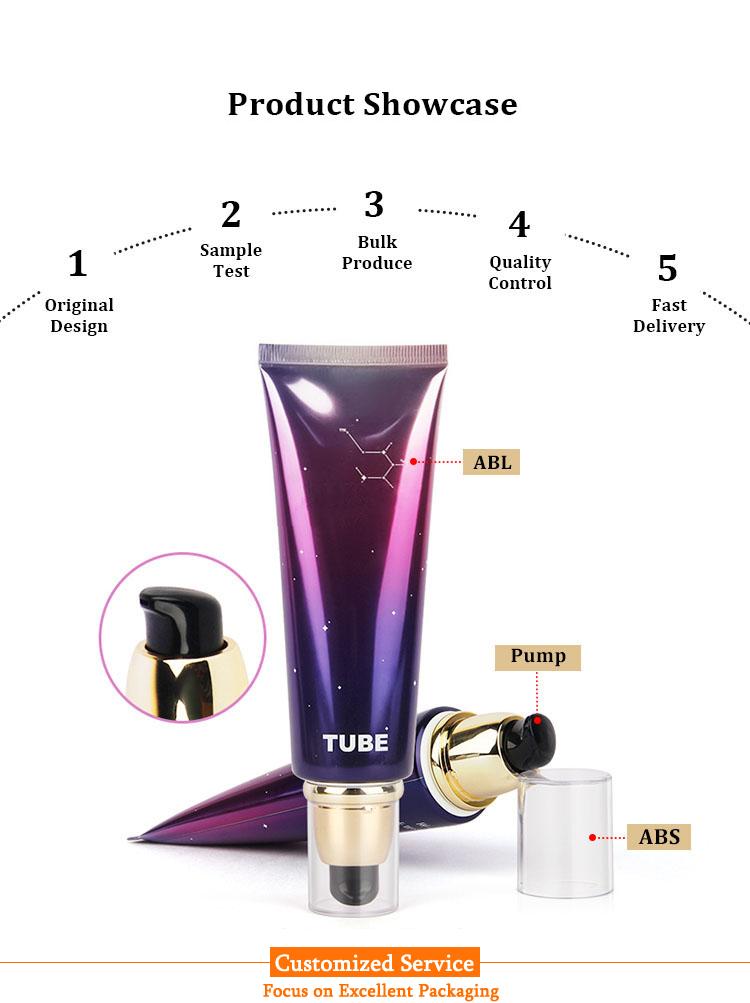 Product Showcase
1
Original
Design
2
Sample
Test
3
Bulk
Produce
4
Quality
Control
5
Fast
Delivery
ABL
Pump
TUBE
ABS
Customized Service
Focus on Excellent Packaging